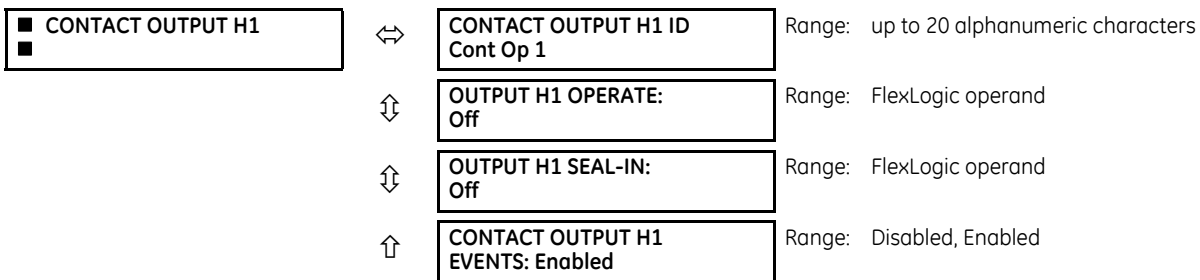 ■ CONTACT OUTPUT H1
■
CONTACT OUTPUT H1 ID
Cont Op 1
Range: up to 20 alphanumeric characters
OUTPUT H1 OPERATE:
Off
Range: FlexLogic operand
OUTPUT H1 SEAL-IN:
Off
Range: FlexLogic operand
CONTACT OUTPUT H1
EVENTS: Enabled
Range: Disabled, Enabled